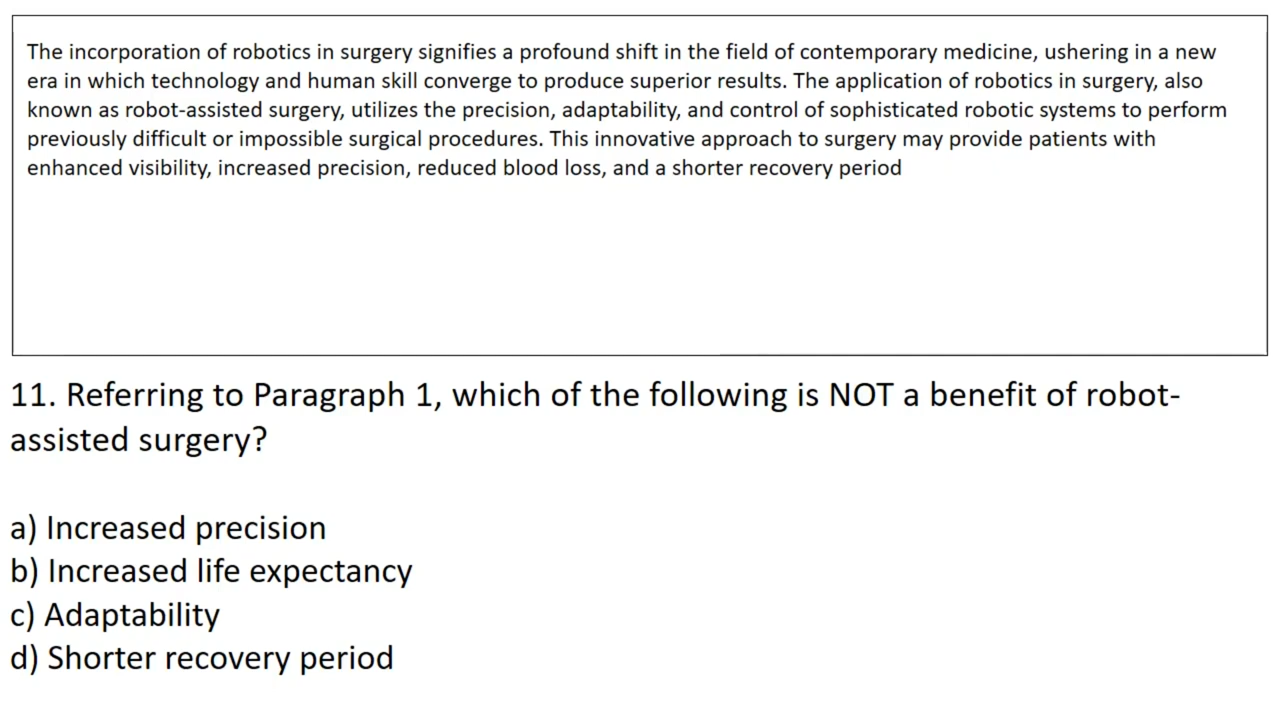 The incorporation of robotics in surgery signifies a profound shift in the field of contemporary medicine, ushering in a new
era in which technology and human skill converge to produce superior results. The application of robotics in surgery, also
known as robot-assisted surgery, utilizes the precision, adaptability, and control of sophisticated robotic systems to perform
previously difficult or impossible surgical procedures. This innovative approach to surgery may provide patients with
enhanced visibility, increased precision, reduced blood loss, and a shorter recovery period
11. Referring to Paragraph 1, which of the following is NOT a benefit of robot-
assisted surgery?
a) Increased precision
b) Increased life expectancy
c) Adaptability
d) Shorter recovery period